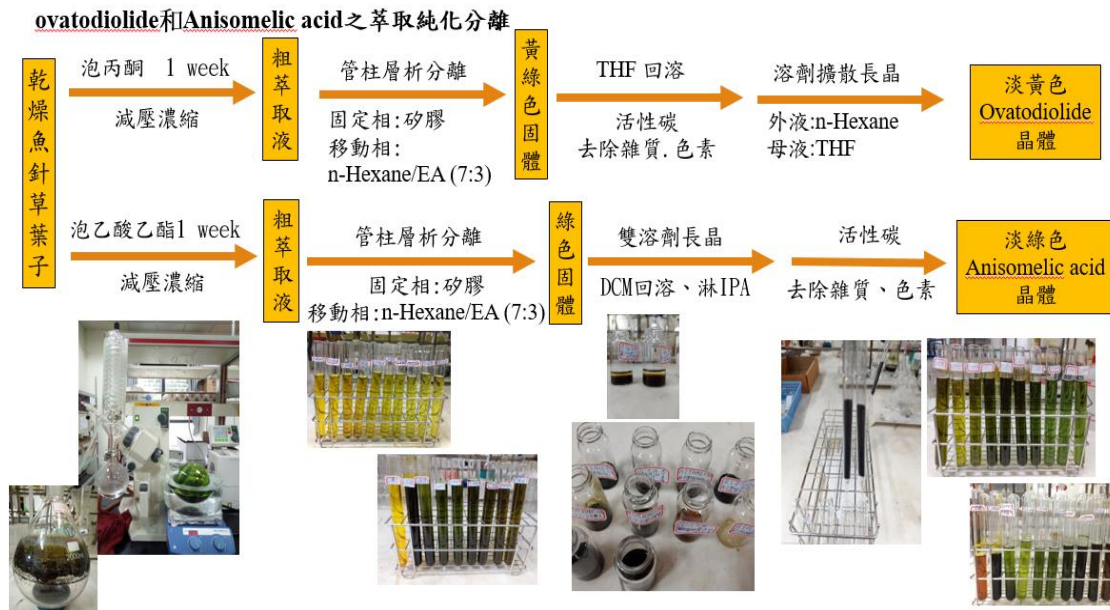 ovatodiolide和Anisomelic acid之萃取純化分離
乾燥魚針草葉子
泡丙酮 1 week
減壓濃縮
粗萃取液
管柱層析分離
固定相:矽膠
移動相:
n-Hexane/EA (7:3)
黃綠色固體
THF 回溶
活性碳
去除雜質.色素
溶劑擴散長晶
外液:n-Hexane
母液:THF
淡黃色
Ovatodiolide
晶體
泡乙酸乙酯1 week
減壓濃縮
粗萃取液
管柱層析分離
固定相:矽膠
移動相:n-Hexane/EA (7:3)
綠色固體
雙溶劑長晶
DCM回溶、淋IPA
活性碳
去除雜質、色素
淡綠色
Anisomelic acid
晶體